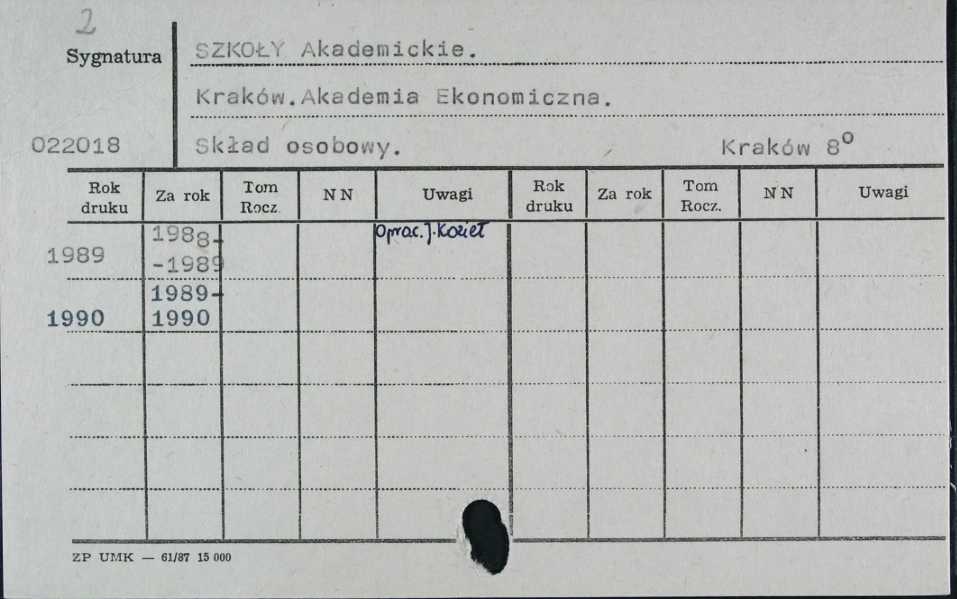 2
Sygnatura
SZKOŁY Akademickie.
Kraków.Akademia Ekonomiczna.
022018
Skład osobowy. Kraków 8⁰
Rok druku Za rok Tom Rocz. NN Uwagi Rok druku Za rok Tom Rocz. NN Uwagi
1989 1988- -1989 Oprac. J. Kozieł
1990 1989- 1990
ZP UMK — 61/87 15 000